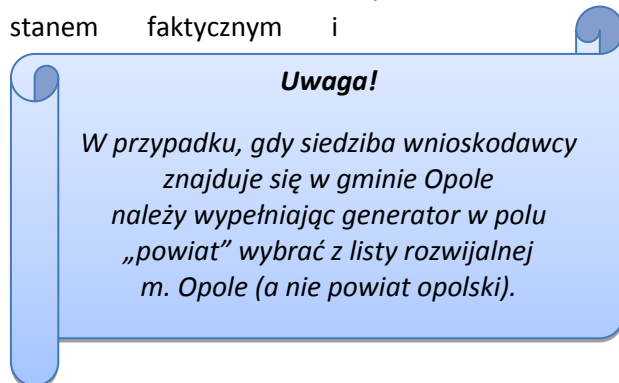 stanem faktycznym i
Uwaga!
W przypadku, gdy siedziba wnioskodawcy
znajduje się w gminie Opole
należy wypełniając generator w polu
„powiat” wybrać z listy rozwijalnej
m. Opole (a nie powiat opolski).